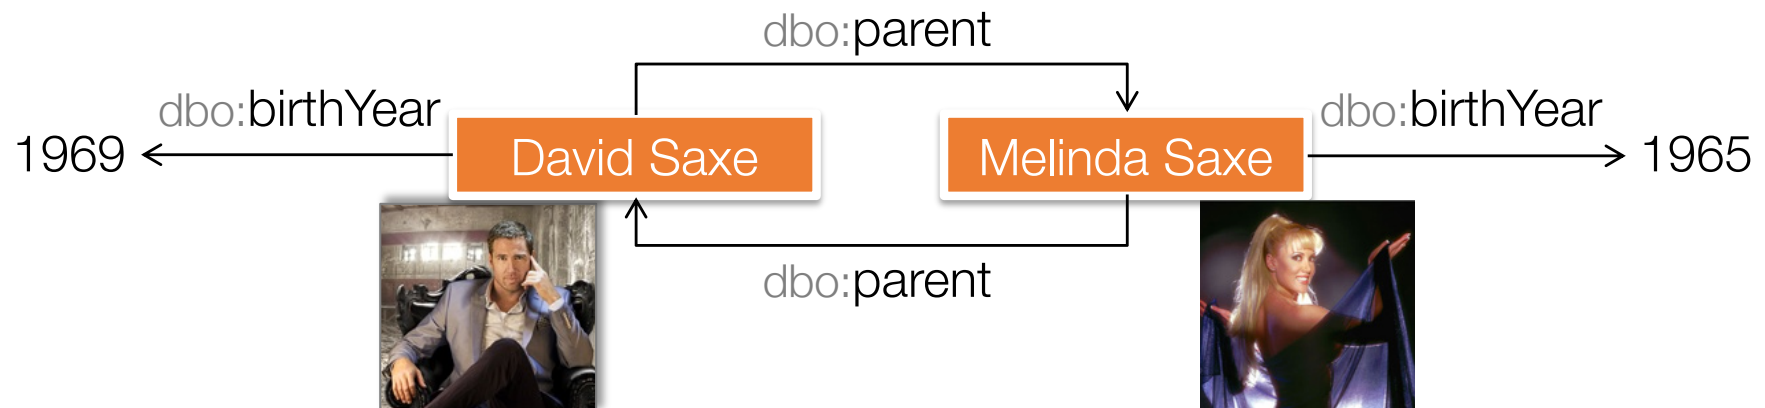 dbo:parent
dbo:birthYear
dbo:birthYear
1969
David Saxe
Melinda Saxe
1965
dbo:parent